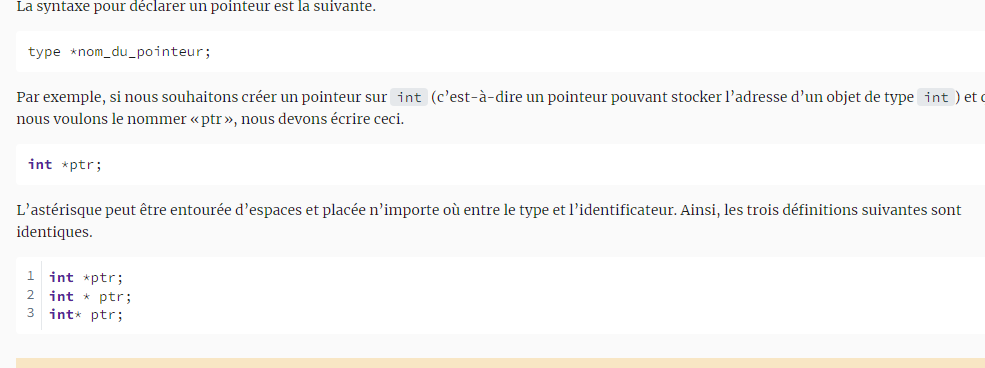 La syntaxe pour déclarer un pointeur est la suivante.
type *nom_du_pointeur;
Par exemple, si nous souhaitons créer un pointeur sur int (c’est-à-dire un pointeur pouvant stocker l’adresse d’un objet de type int ) et
nous voulons le nommer « ptr », nous devons écrire ceci.
int *ptr;
L’astérisque peut être entourée d’espaces et placée n’importe où entre le type et l’identificateur. Ainsi, les trois définitions suivantes sont
identiques.
1 int *ptr;
2 int * ptr;
3 int* ptr;